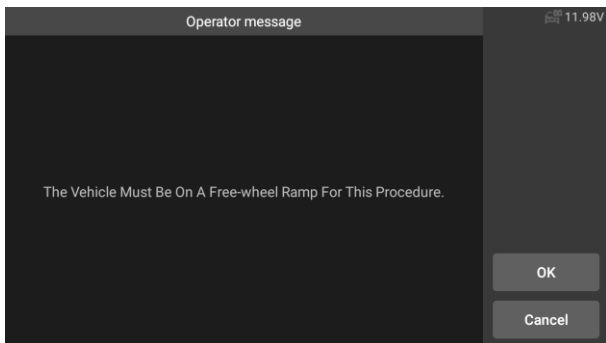 Operator message
11.98V
The Vehicle Must Be On A Free-wheel Ramp For This Procedure.
OK
Cancel